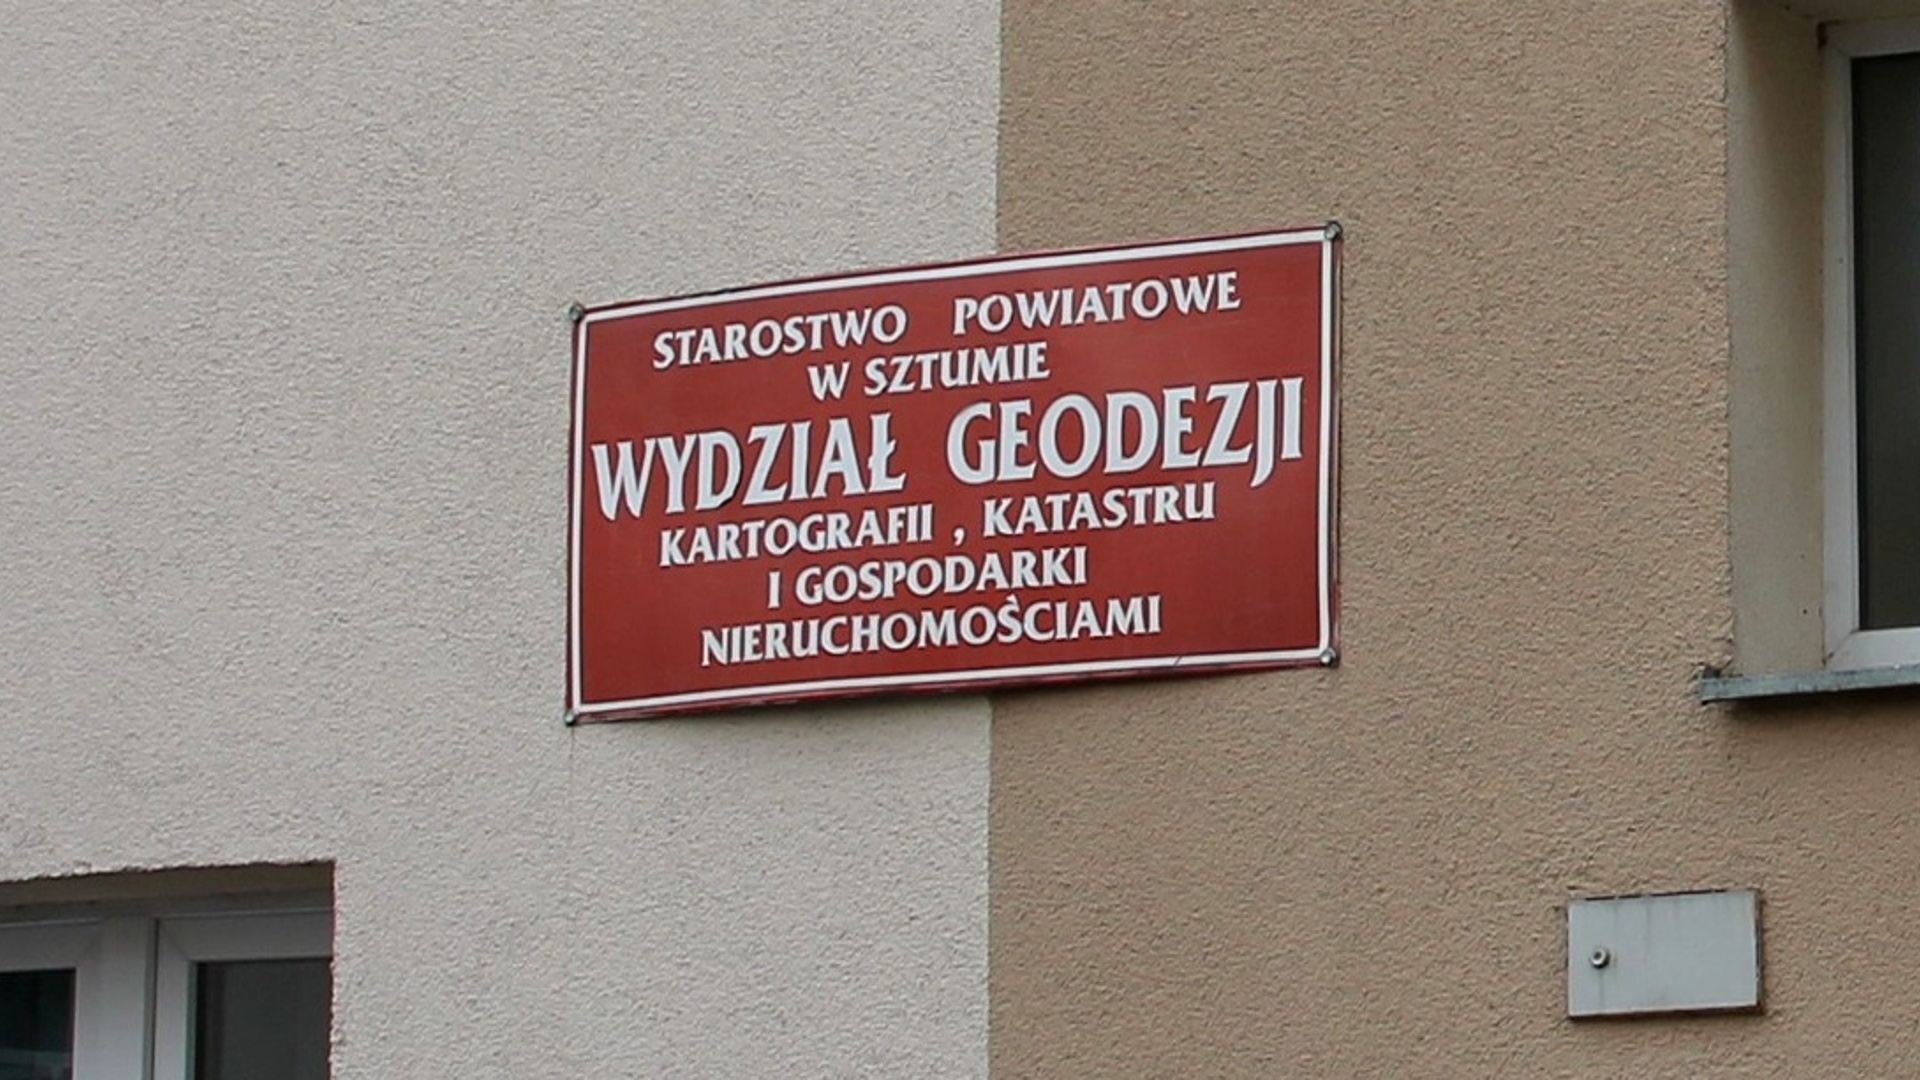 STAROSTWO POWIATOWE
W SZTUMIE
WYDZIAŁ GEODEZJI
KARTOGRAFII , KATASTRU
I GOSPODARKI
NIERUCHOMOŚCIAMI